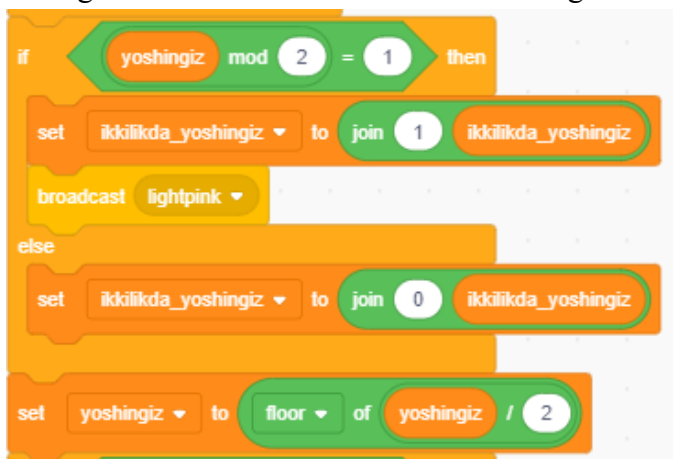 if yoshingiz mod 2 = 1 then
set ikkilikda_yoshingiz to join 1 ikkilikda_yoshingiz
broadcast lightpink
else
set ikkilikda_yoshingiz to join 0 ikkilikda_yoshingiz
set yoshingiz to floor of yoshingiz / 2